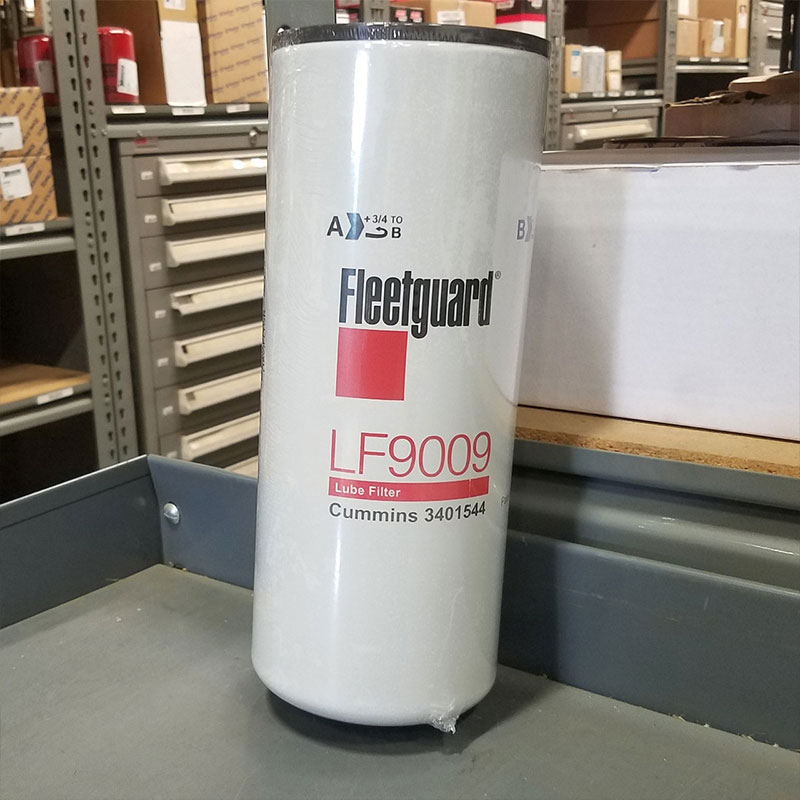 A + 3/4 TO
B
B
Fleetguard®
LF9009
Lube Filter
Cummins 3401544